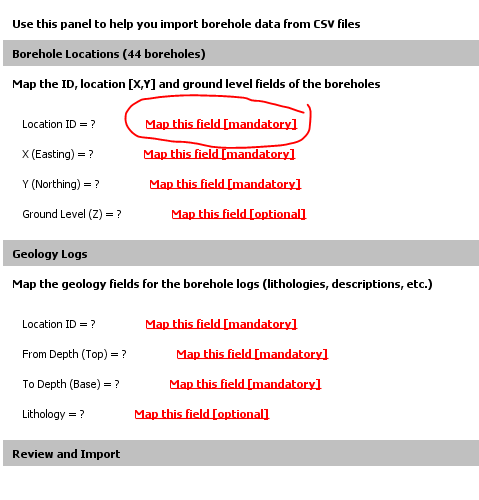 Use this panel to help you import borehole data from CSV files
Borehole Locations (44 boreholes)
Map the ID, location [X,Y] and ground level fields of the boreholes
Location ID = ? Map this field [mandatory]
X (Easting) = ? Map this field [mandatory]
Y (Northing) = ? Map this field [mandatory]
Ground Level (Z) = ? Map this field [optional]
Geology Logs
Map the geology fields for the borehole logs (lithologies, descriptions, etc.)
Location ID = ? Map this field [mandatory]
From Depth (Top) = ? Map this field [mandatory]
To Depth (Base) = ? Map this field [mandatory]
Lithology = ? Map this field [optional]
Review and Import